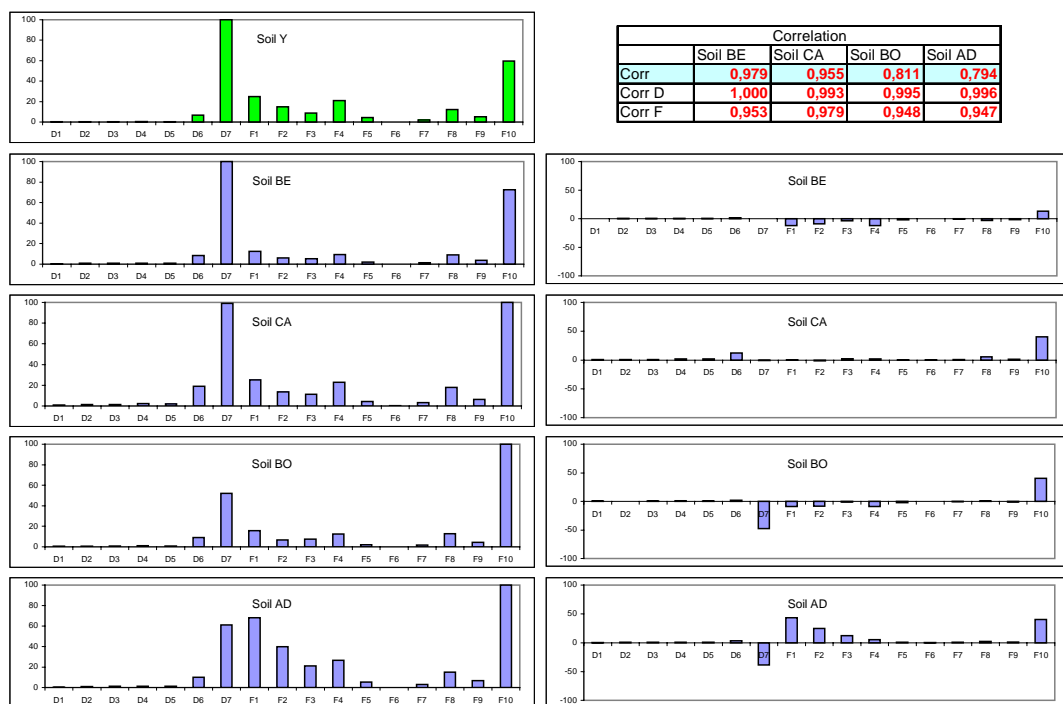 Soil Y
100
80
60
40
20
0
D1 D2 D3 D4 D5 D6 D7 F1 F2 F3 F4 F5 F6 F7 F8 F9 F10
Correlation
Soil BE Soil CA Soil BO Soil AD
Corr 0,979 0,955 0,811 0,794
Corr D 1,000 0,993 0,995 0,996
Corr F 0,953 0,979 0,948 0,947
Soil BE
100
80
60
40
20
0
D1 D2 D3 D4 D5 D6 D7 F1 F2 F3 F4 F5 F6 F7 F8 F9 F10
Soil BE
100
50
0
-50
-100
D1 D2 D3 D4 D5 D6 D7 F1 F2 F3 F4 F5 F6 F7 F8 F9 F10
Soil CA
100
80
60
40
20
0
D1 D2 D3 D4 D5 D6 D7 F1 F2 F3 F4 F5 F6 F7 F8 F9 F10
Soil CA
100
50
0
-50
-100
D1 D2 D3 D4 D5 D6 D7 F1 F2 F3 F4 F5 F6 F7 F8 F9 F10
Soil BO
100
80
60
40
20
0
D1 D2 D3 D4 D5 D6 D7 F1 F2 F3 F4 F5 F6 F7 F8 F9 F10
Soil BO
100
50
0
-50
-100
D1 D2 D3 D4 D5 D6 D7 F1 F2 F3 F4 F5 F6 F7 F8 F9 F10
Soil AD
100
80
60
40
20
0
D1 D2 D3 D4 D5 D6 D7 F1 F2 F3 F4 F5 F6 F7 F8 F9 F10
Soil AD
100
50
0
-50
-100
D1 D2 D3 D4 D5 D6 D7 F1 F2 F3 F4 F5 F6 F7 F8 F9 F10